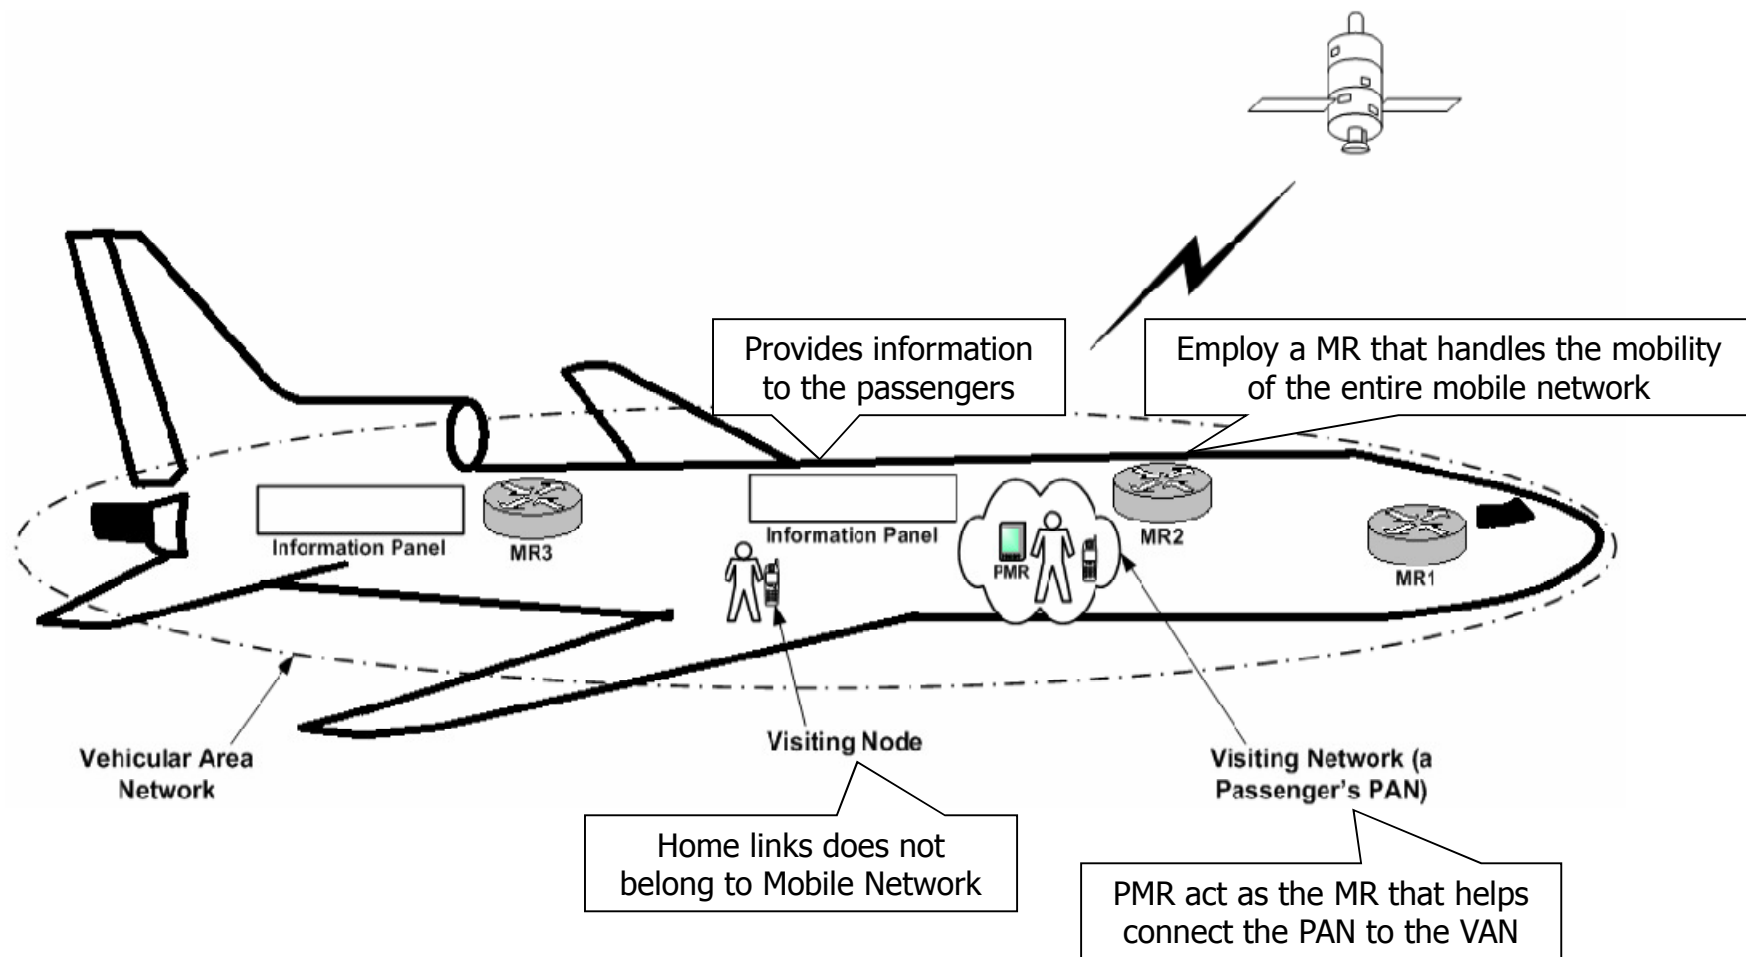 Provides information
to the passengers
Employ a MR that handles the mobility
of the entire mobile network
Information Panel
MR3
Information Panel
PMR
MR2
MR1
Vehicular Area
Network
Visiting Node
Visiting Network (a
Passenger's PAN)
Home links does not
belong to Mobile Network
PMR act as the MR that helps
connect the PAN to the VAN